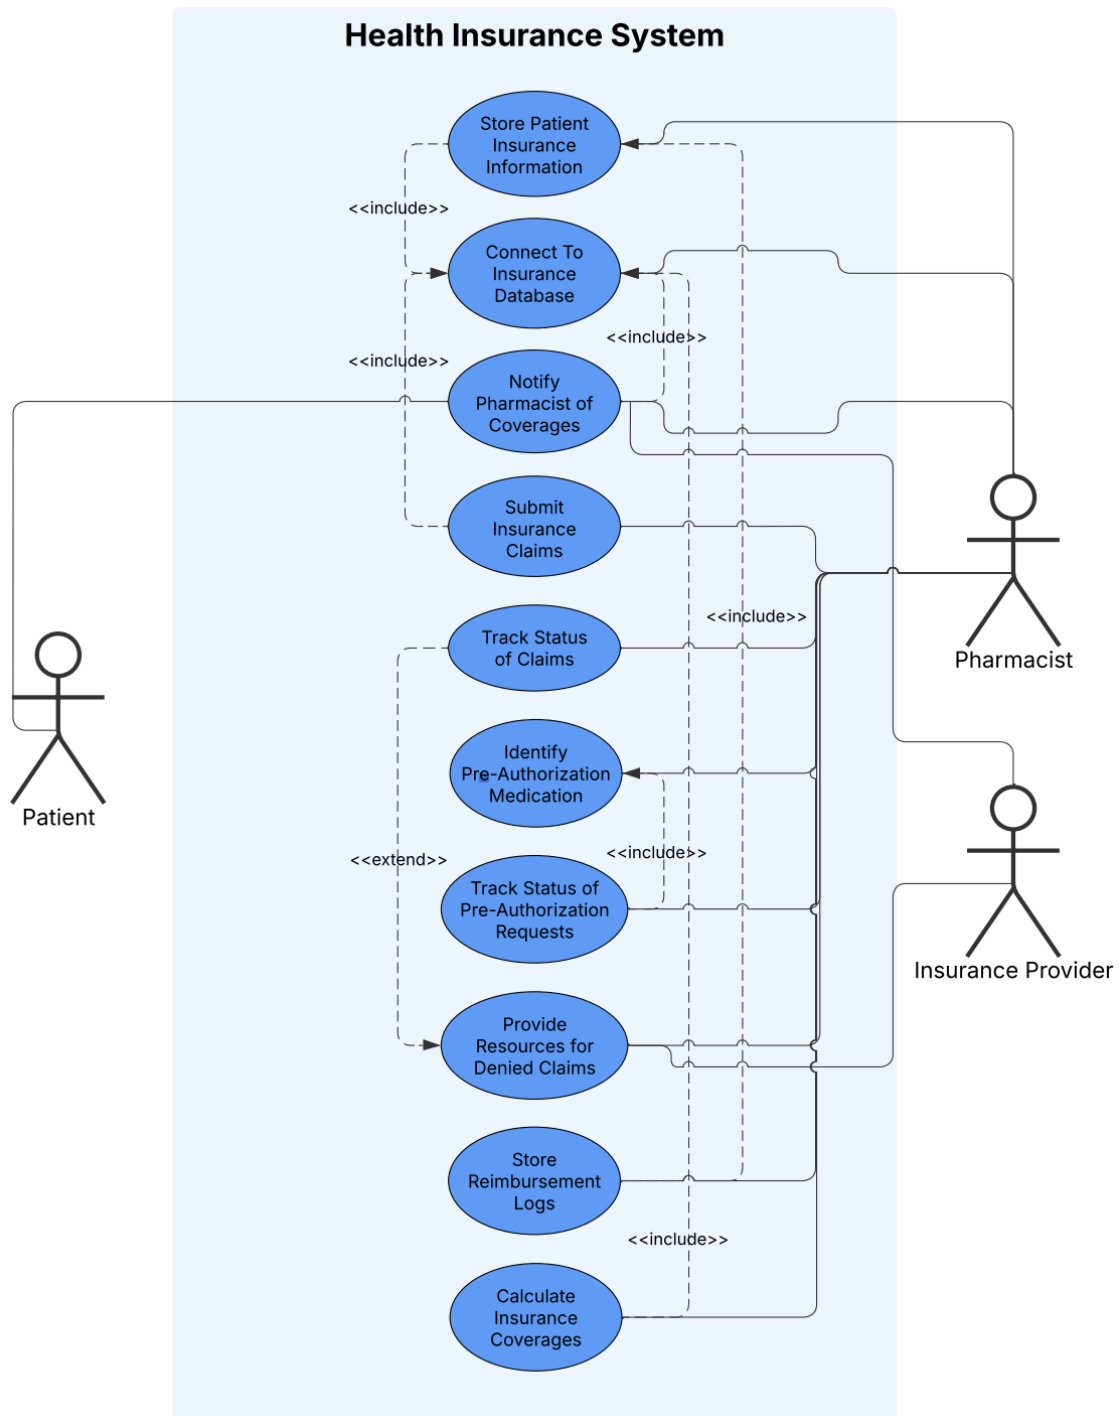 Health Insurance System
Store Patient
Insurance
Information
<<include>>
Connect To
Insurance
Database
<<include>>
<<include>>
Notify
Pharmacist of
Coverages
Submit
Insurance
Claims
<<include>>
Track Status
of Claims
Pharmacist
Identify
Pre-Authorization
Medication
Patient
<<extend>>
<<include>>
Track Status of
Pre-Authorization
Requests
Insurance Provider
Provide
Resources for
Denied Claims
Store
Reimbursement
Logs
<<include>>
Calculate
Insurance
Coverages